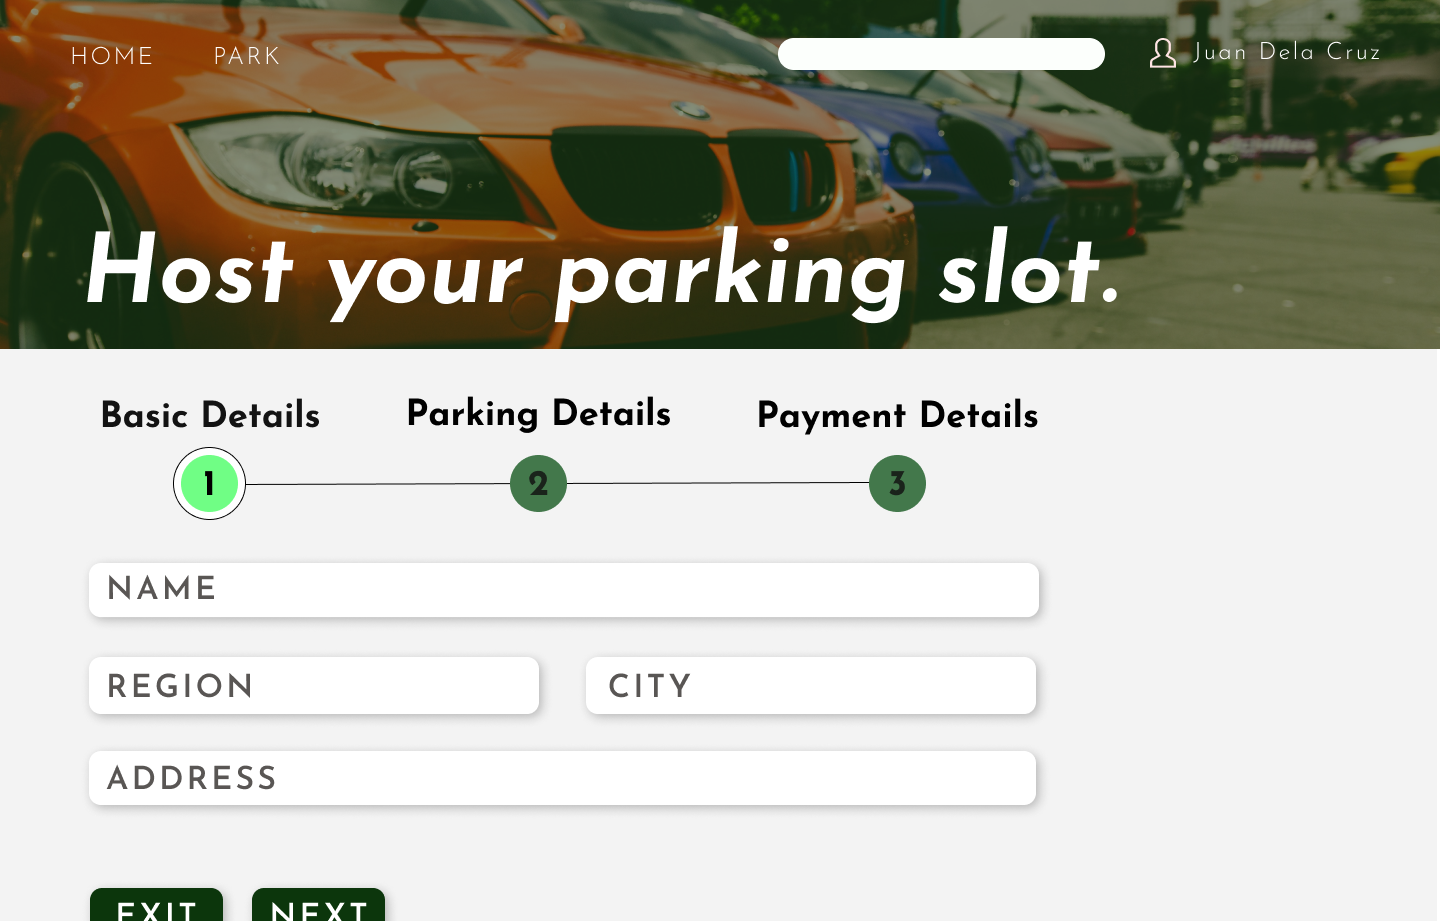 HOME PARK Juan Dela Cruz
Host your parking slot.
Basic Details Parking Details Payment Details
1 2 3
NAME
REGION CITY
ADDRESS
EXIT NEXT